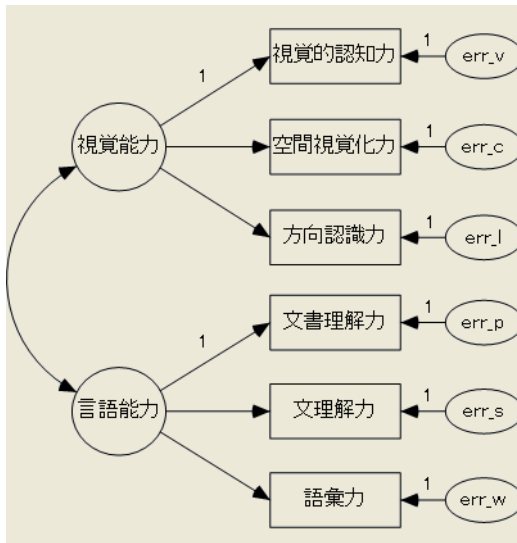 視覚的認知力
1
err_v
1
視覚能力
空間視覚化力
1
err_c
方向認識力
1
err_l
文書理解力
1
err_p
1
言語能力
文理解力
1
err_s
語彙力
1
err_w